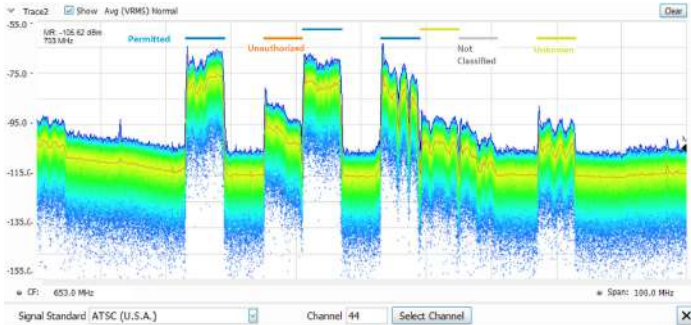 Trace2 Show Avg (VRMS) Normal Clear
-55.0
MR: -105.62 dBm
703 MHz
Permitted
Unauthorized
Not
Classified
Unknown
-75.0
-95.0
-115.0
-135.0
-155.0
CF: 653.0 MHz Span: 100.0 MHz
Signal Standard ATSC (U.S.A.) Channel 44 Select Channel